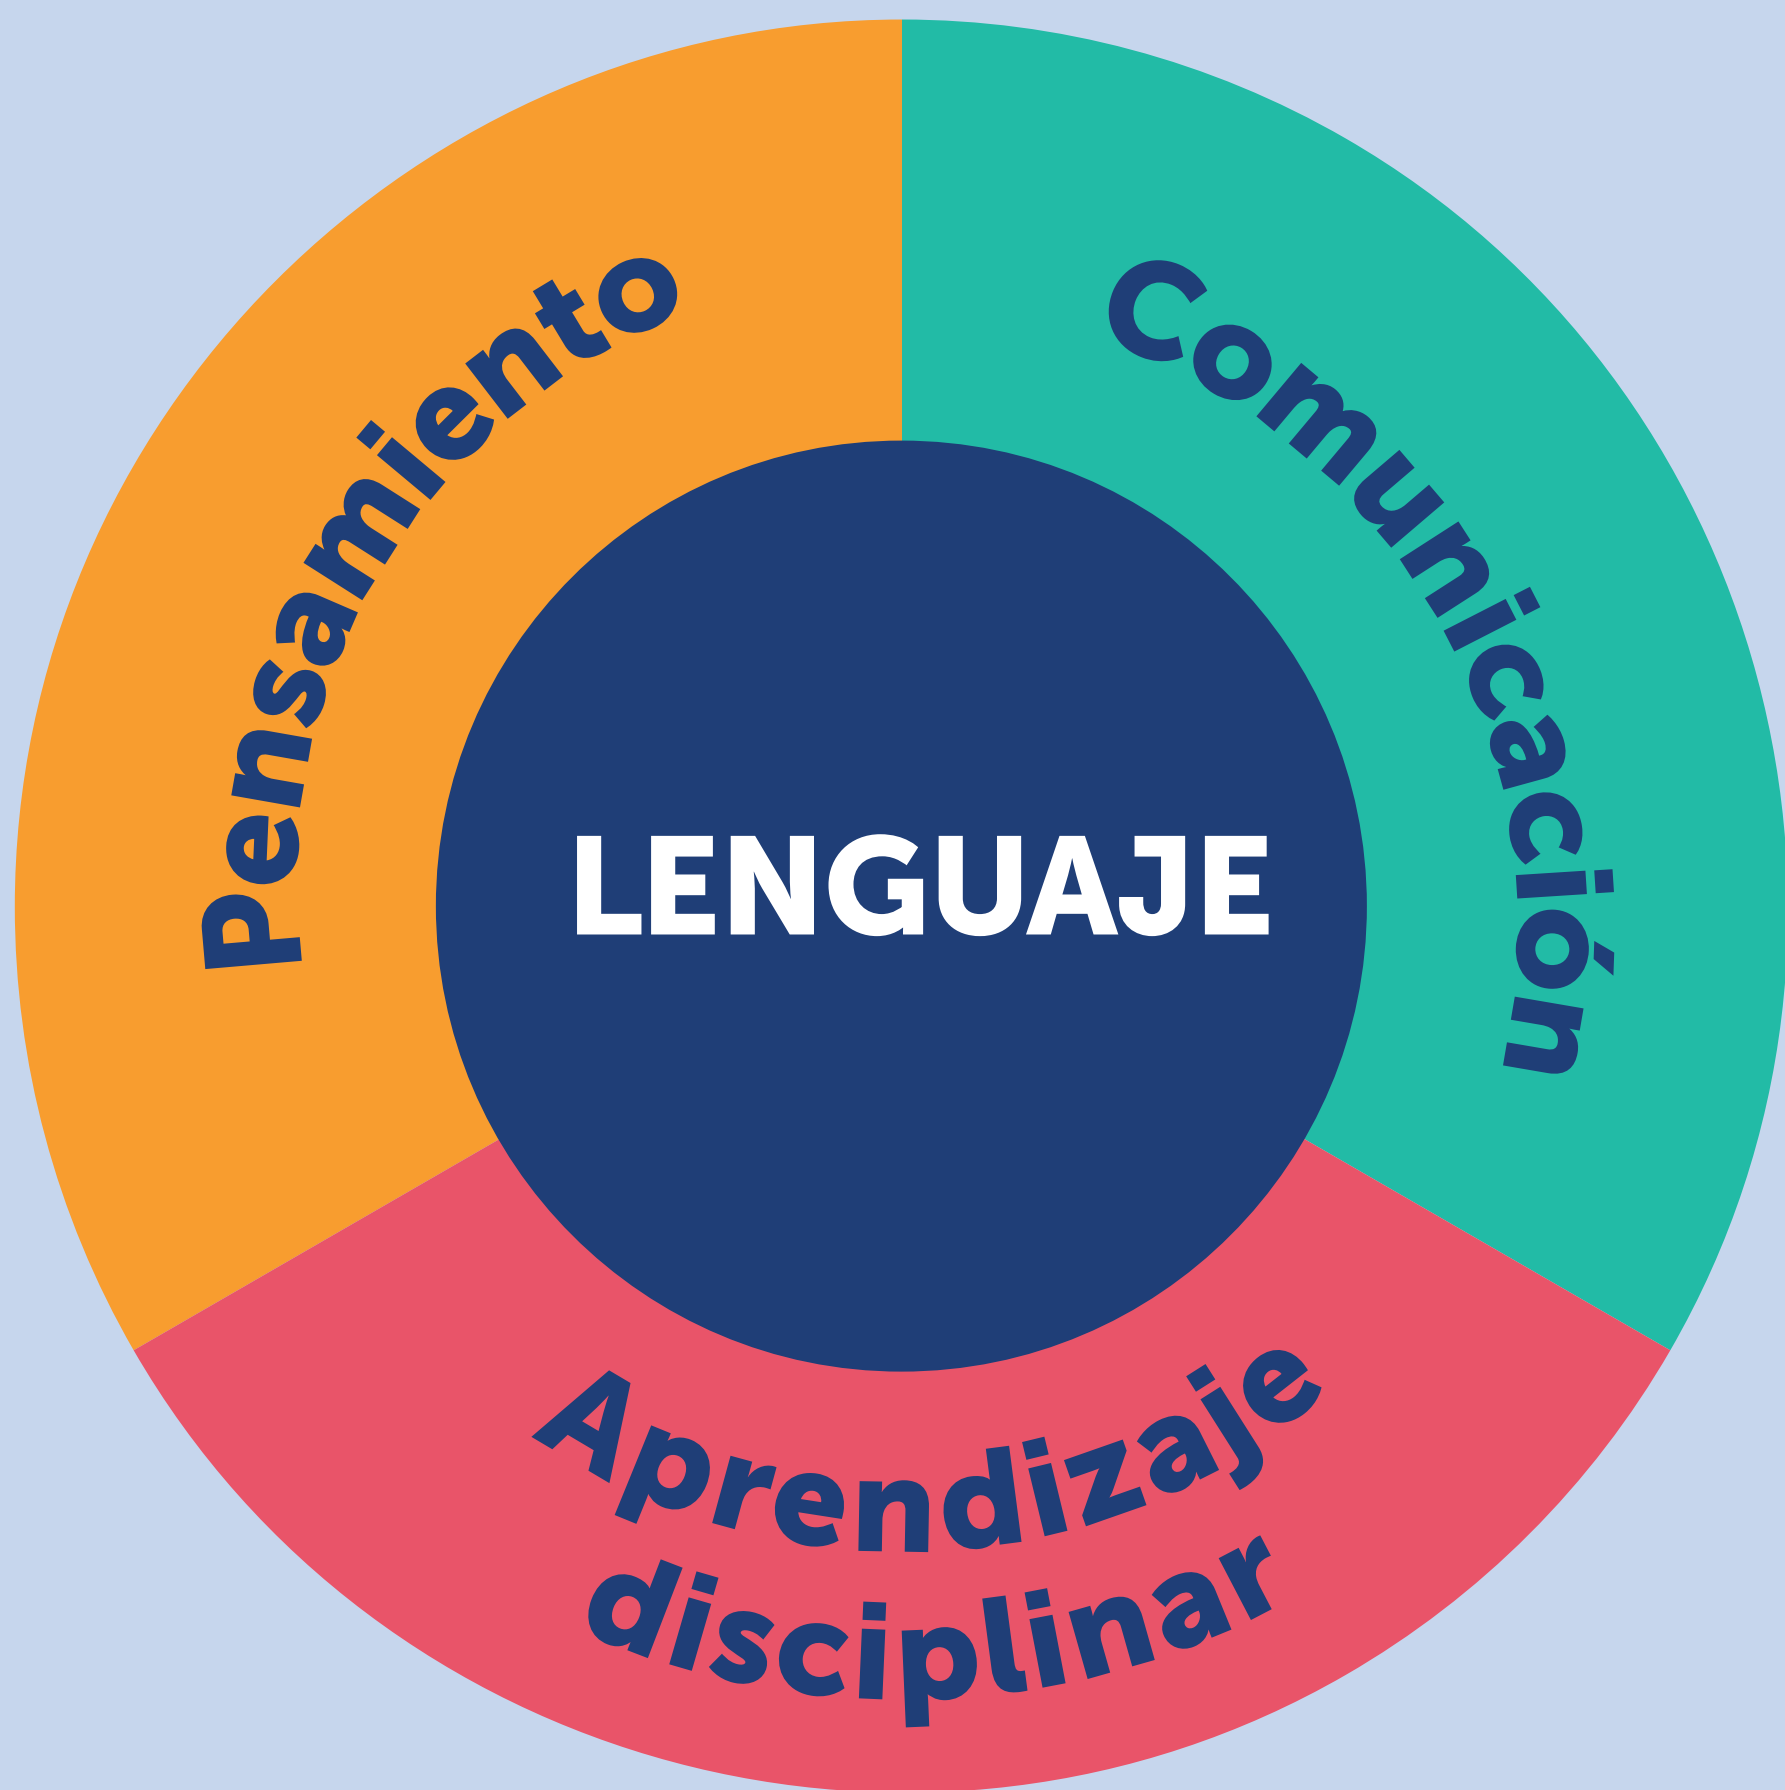 Pensamiento
Comunicación
LENGUAJE
Aprendizaje
disciplinar